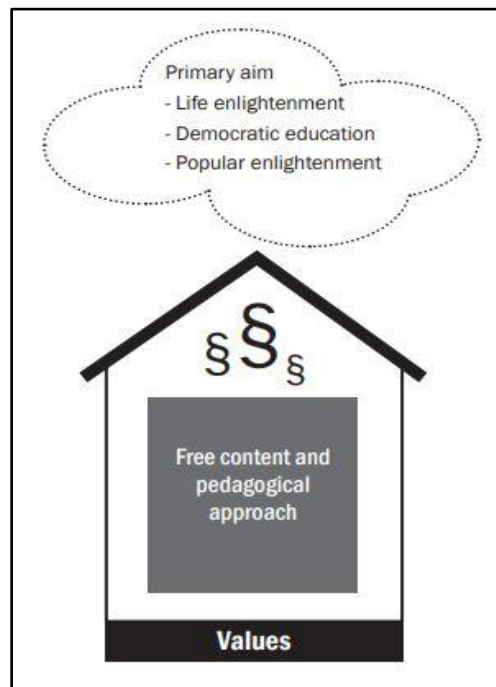 Primary aim
- Life enlightenment
- Democratic education
- Popular enlightenment
§ § §
Free content and
pedagogical
approach
Values